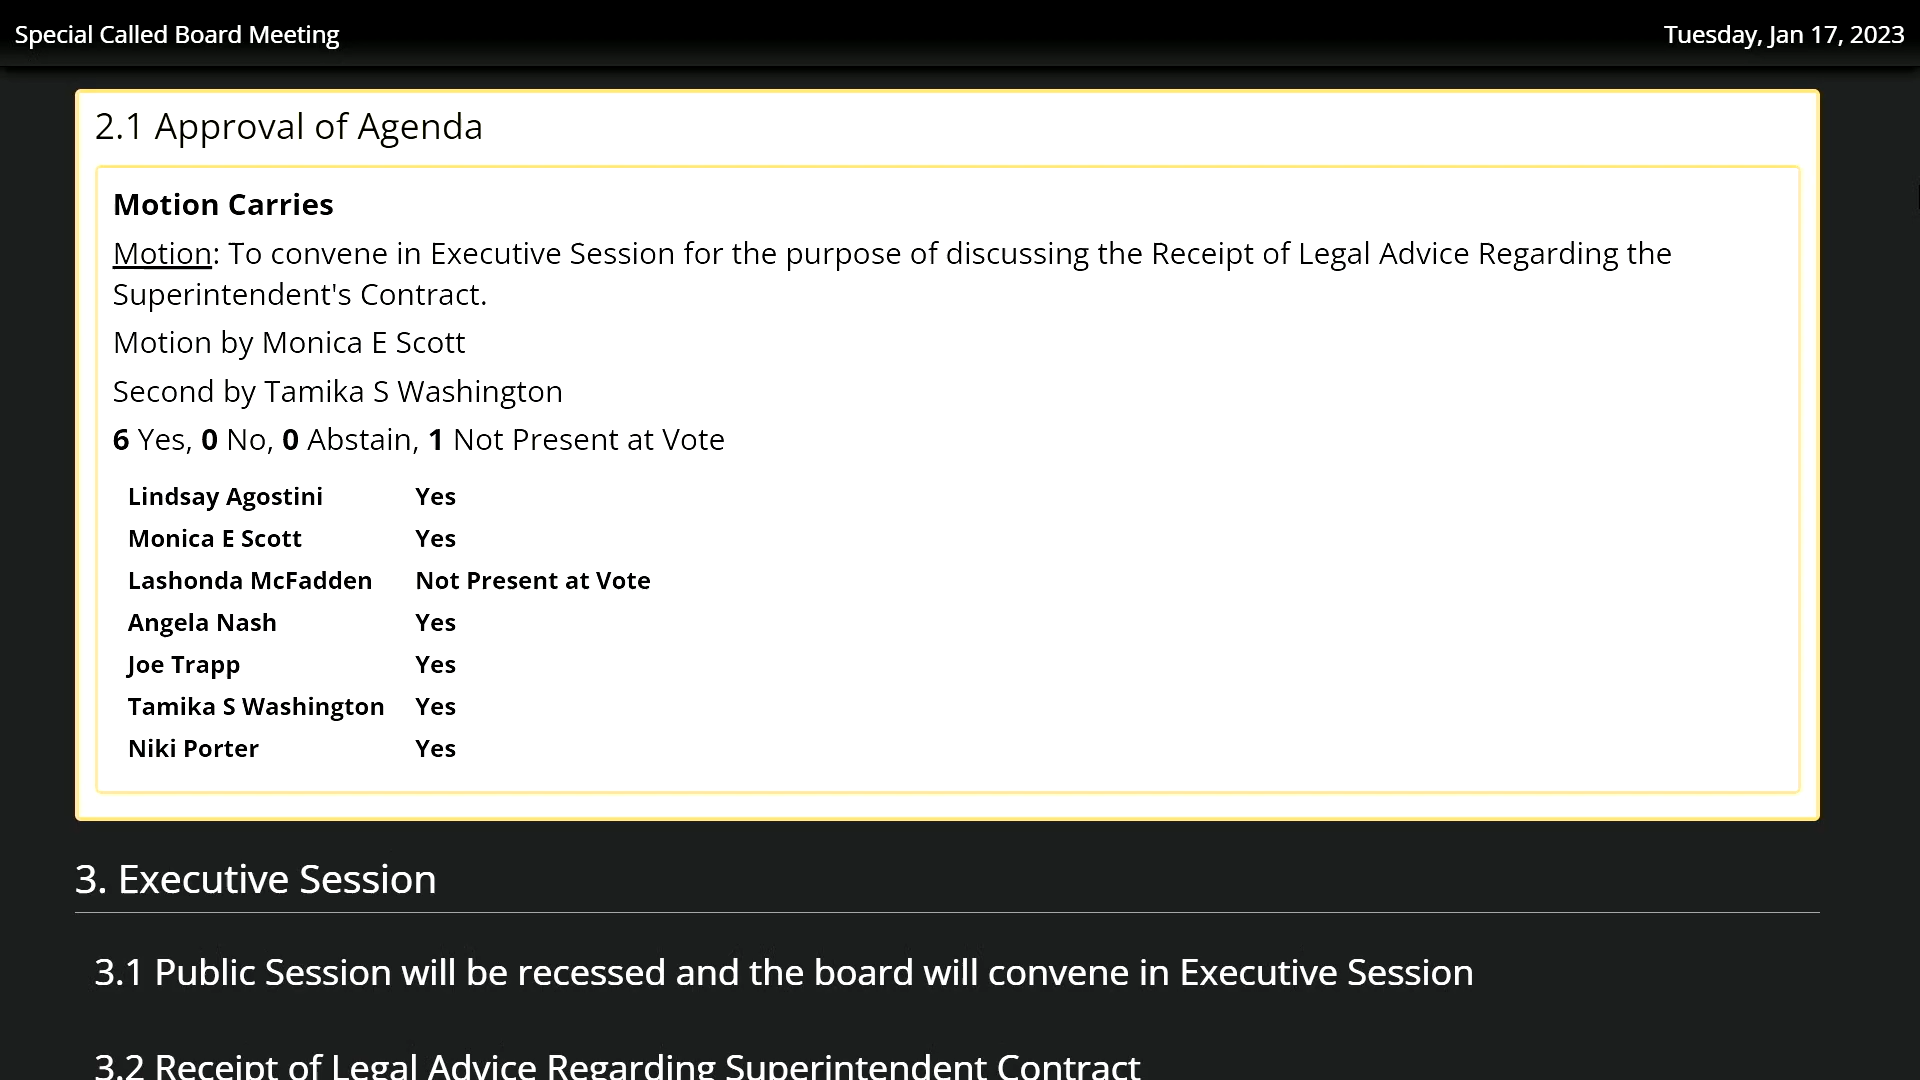 Special Called Board Meeting
Tuesday, Jan 17, 2023
2.1 Approval of Agenda
Motion Carries
Motion: To convene in Executive Session for the purpose of discussing the Receipt of Legal Advice Regarding the
Superintendent's Contract.
Motion by Monica E Scott
Second by Tamika S Washington
6 Yes, 0 No, 0 Abstain, 1 Not Present at Vote
Lindsay Agostini Yes
Monica E Scott Yes
Lashonda McFadden Not Present at Vote
Angela Nash Yes
Joe Trapp Yes
Tamika S Washington Yes
Niki Porter Yes
3. Executive Session
3.1 Public Session will be recessed and the board will convene in Executive Session
3.2 Receipt of Legal Advice Regarding Superintendent Contract